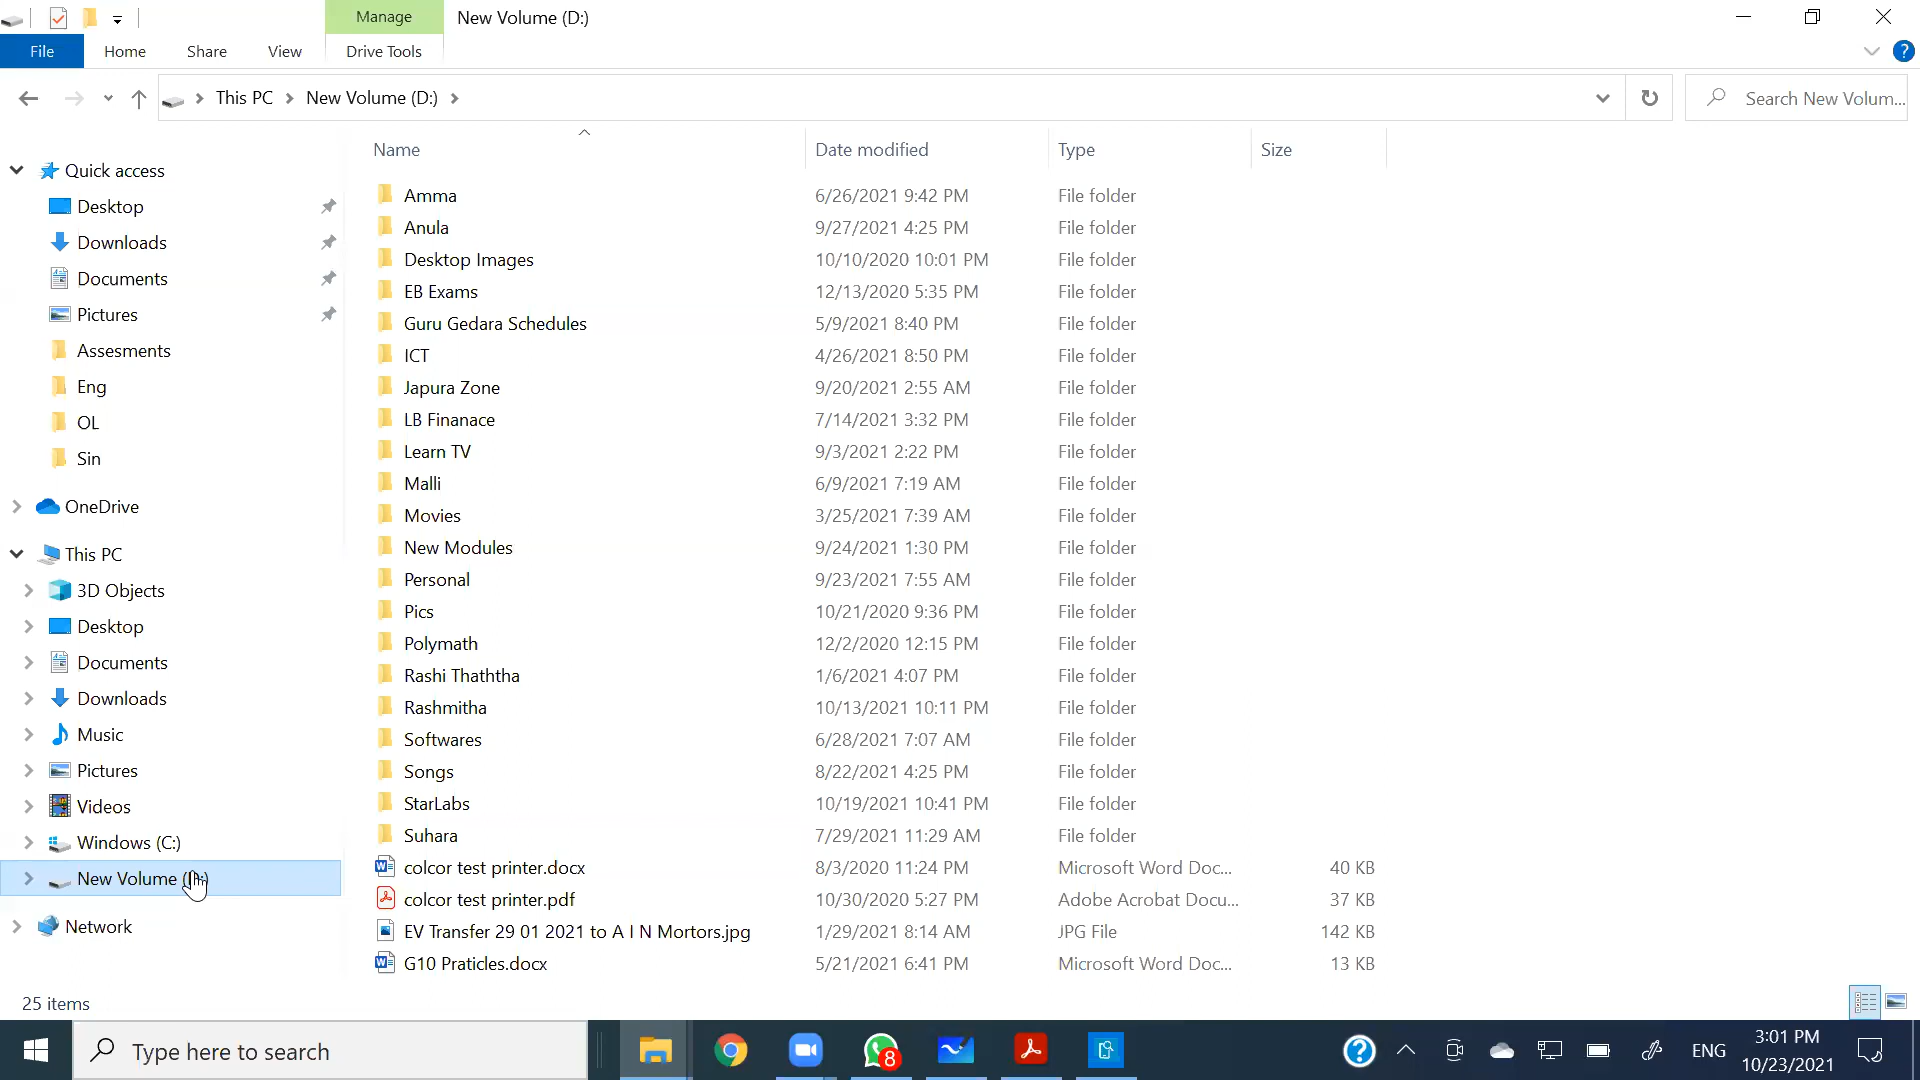 Manage New Volume (D:)
File Home Share View Drive Tools
This PC New Volume (D:) Search New Volum...
Name Date modified Type Size
Quick access
Desktop
Downloads
Documents
Pictures
Assesments
Eng
OL
Sin
OneDrive
This PC
3D Objects
Desktop
Documents
Downloads
Music
Pictures
Videos
Windows (C:)
New Volume (D:)
Network
Amma 6/26/2021 9:42 PM File folder
Anula 9/27/2021 4:25 PM File folder
Desktop Images 10/10/2020 10:01 PM File folder
EB Exams 12/13/2020 5:35 PM File folder
Guru Gedara Schedules 5/9/2021 8:40 PM File folder
ICT 4/26/2021 8:50 PM File folder
Japura Zone 9/20/2021 2:55 AM File folder
LB Finanace 7/14/2021 3:32 PM File folder
Learn TV 9/3/2021 2:22 PM File folder
Malli 6/9/2021 7:19 AM File folder
Movies 3/25/2021 7:39 AM File folder
New Modules 9/24/2021 1:30 PM File folder
Personal 9/23/2021 7:55 AM File folder
Pics 10/21/2020 9:36 PM File folder
Polymath 12/2/2020 12:15 PM File folder
Rashi Thaththa 1/6/2021 4:07 PM File folder
Rashmitha 10/13/2021 10:11 PM File folder
Softwares 6/28/2021 7:07 AM File folder
Songs 8/22/2021 4:25 PM File folder
StarLabs 10/19/2021 10:41 PM File folder
Suhara 7/29/2021 11:29 AM File folder
colcor test printer.docx 8/3/2020 11:24 PM Microsoft Word Doc... 40 KB
colcor test printer.pdf 10/30/2020 5:27 PM Adobe Acrobat Docu... 37 KB
EV Transfer 29 01 2021 to A I N Mortors.jpg 1/29/2021 8:14 AM JPG File 142 KB
G10 Praticles.docx 5/21/2021 6:41 PM Microsoft Word Doc... 13 KB
25 items
Type here to search 8 ENG 3:01 PM
10/23/2021